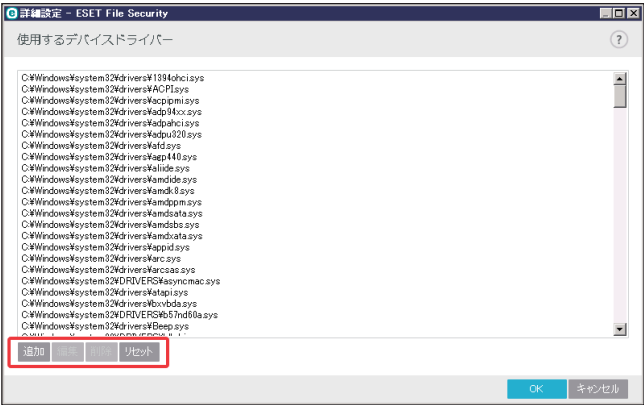 詳細設定 - ESET File Security
使用するデバイスドライバー
?
C:¥Windows¥system32¥drivers¥1394ohci.sys
C:¥Windows¥system32¥drivers¥ACPI.sys
C:¥Windows¥system32¥drivers¥acpipmi.sys
C:¥Windows¥system32¥drivers¥adp94xx.sys
C:¥Windows¥system32¥drivers¥adpahci.sys
C:¥Windows¥system32¥drivers¥adpu320.sys
C:¥Windows¥system32¥drivers¥afd.sys
C:¥Windows¥system32¥drivers¥agp440.sys
C:¥Windows¥system32¥drivers¥aliide.sys
C:¥Windows¥system32¥drivers¥amdide.sys
C:¥Windows¥system32¥drivers¥amdk8.sys
C:¥Windows¥system32¥drivers¥amdppm.sys
C:¥Windows¥system32¥drivers¥amdsata.sys
C:¥Windows¥system32¥drivers¥amdsbs.sys
C:¥Windows¥system32¥drivers¥amdxata.sys
C:¥Windows¥system32¥drivers¥appid.sys
C:¥Windows¥system32¥drivers¥arc.sys
C:¥Windows¥system32¥drivers¥arcsas.sys
C:¥Windows¥system32¥DRIVERS¥asyncmac.sys
C:¥Windows¥system32¥drivers¥atapi.sys
C:¥Windows¥system32¥drivers¥bxvbda.sys
C:¥Windows¥system32¥DRIVERS¥b57nd60a.sys
C:¥Windows¥system32¥drivers¥Beep.sys
追加 編集 削除 リセット
OK キャンセル